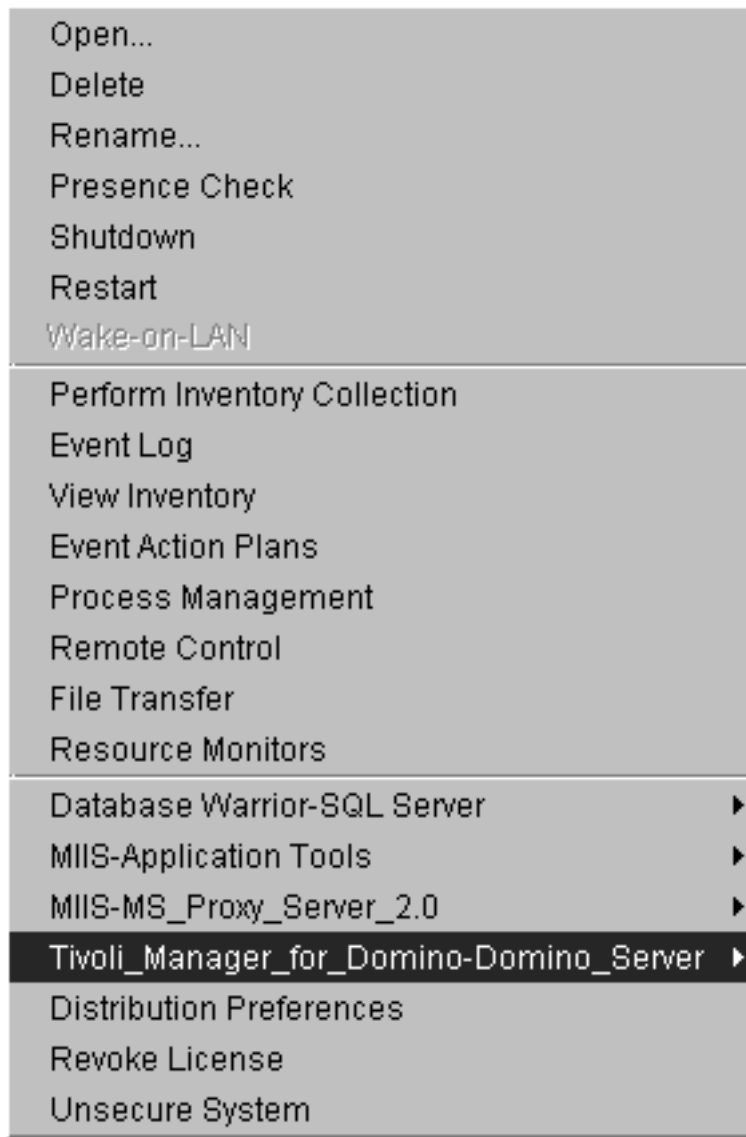 Open...
Delete
Rename...
Presence Check
Shutdown
Restart
Wake-on-LAN
Perform Inventory Collection
Event Log
View Inventory
Event Action Plans
Process Management
Remote Control
File Transfer
Resource Monitors
Database Warrior-SQL Server
MIIS-Application Tools
MIIS-MS_Proxy_Server_2.0
Tivoli_Manager_for_Domino-Domino_Server
Distribution Preferences
Revoke License
Unsecure System